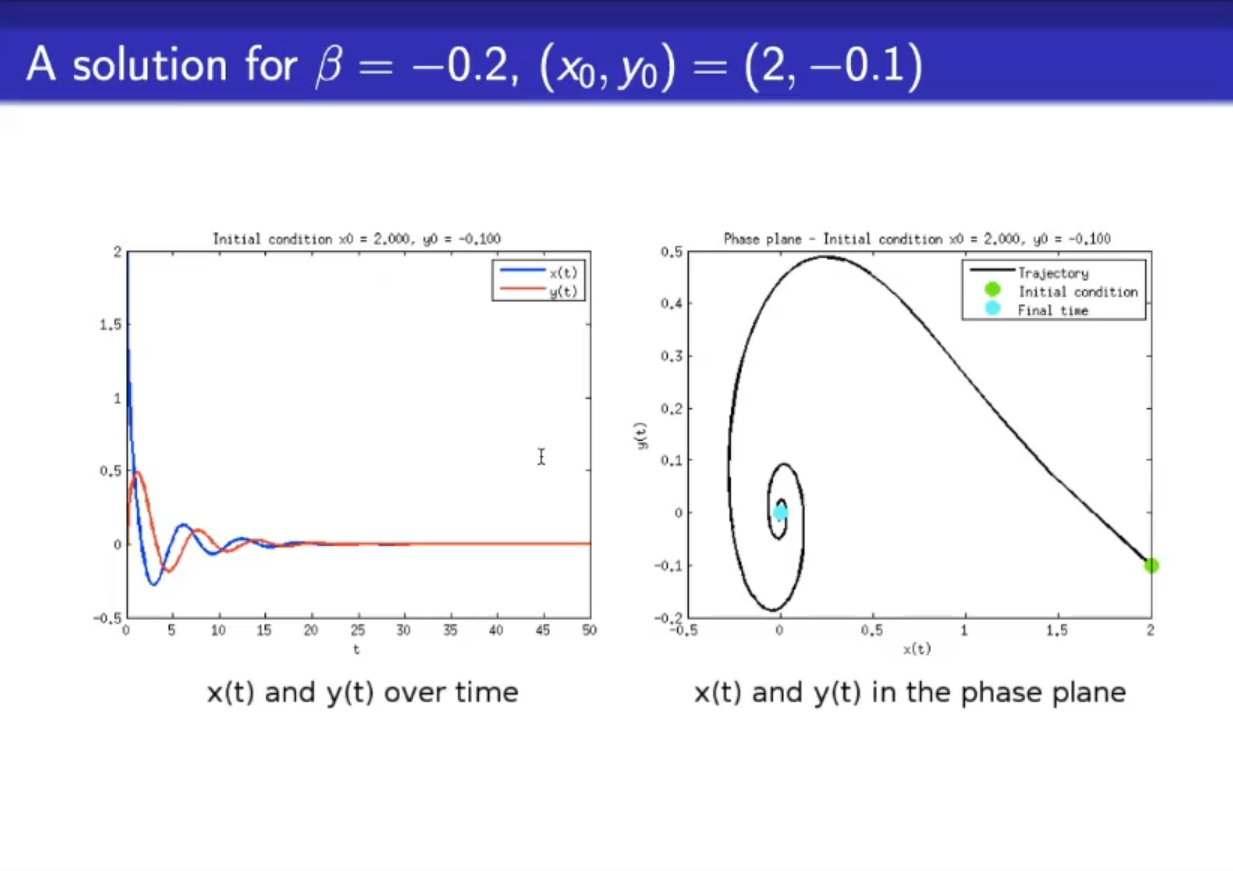 A solution for β = −0.2, (x₀, y₀) = (2, −0.1)
Initial condition x0 = 2.000, y0 = -0.100
2
1.5
1
0.5
0
-0.5
x(t)
y(t)
0 5 10 15 20 25 30 35 40 45 50
t
x(t) and y(t) over time
Phase plane - Initial condition x0 = 2.000, y0 = -0.100
0.5
0.4
0.3
0.2
0.1
0
-0.1
-0.2
y(t)
Trajectory
Initial condition
Final time
-0.5 0 0.5 1 1.5 2
x(t)
x(t) and y(t) in the phase plane